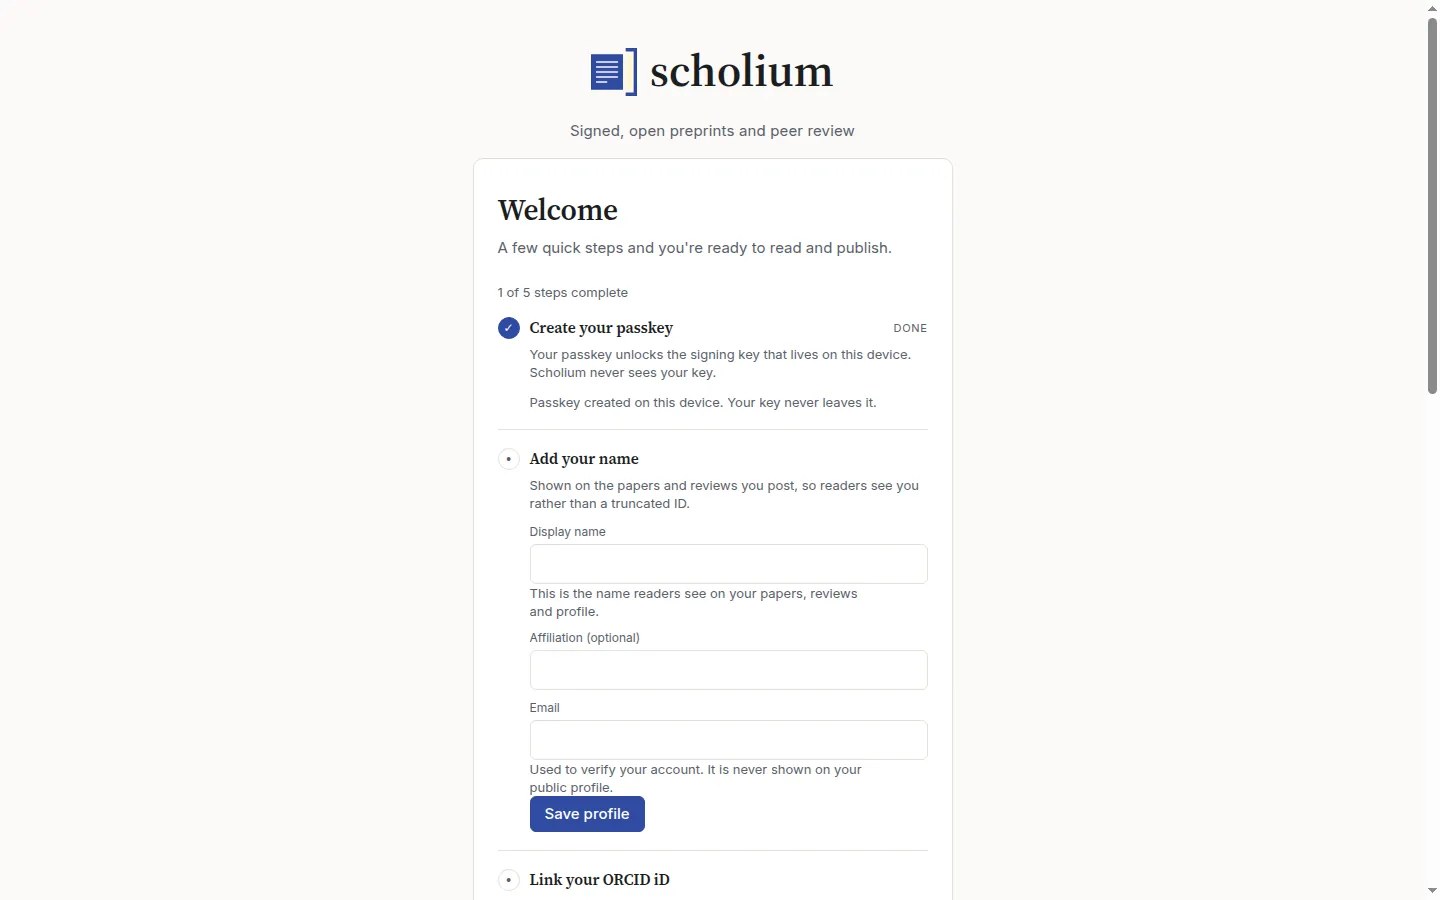 scholium
Signed, open preprints and peer review
Welcome
A few quick steps and you're ready to read and publish.
1 of 5 steps complete
Create your passkey
DONE
Your passkey unlocks the signing key that lives on this device.
Scholium never sees your key.
Passkey created on this device. Your key never leaves it.
Add your name
Shown on the papers and reviews you post, so readers see you
rather than a truncated ID.
Display name
This is the name readers see on your papers, reviews
and profile.
Affiliation (optional)
Email
Used to verify your account. It is never shown on your
public profile.
Save profile
Link your ORCID iD